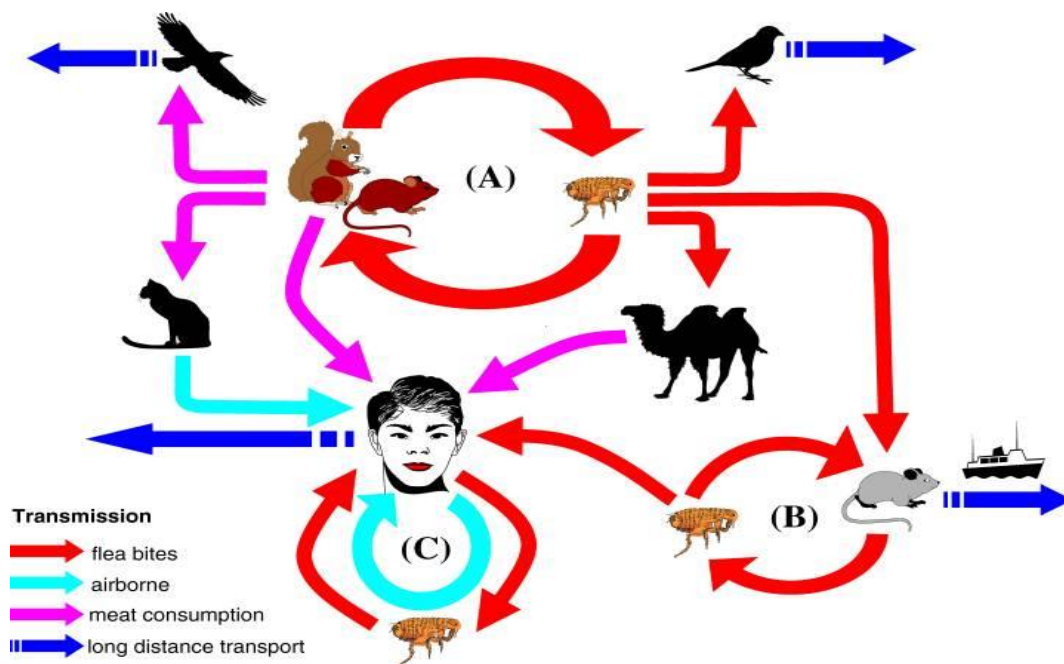 (A)
(B)
(C)
Transmission
flea bites
airborne
meat consumption
long distance transport